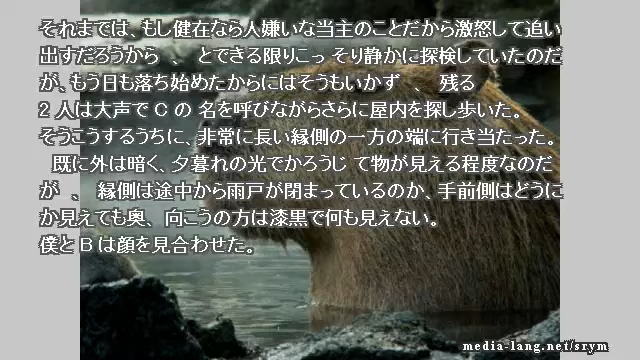 それまでは、もし健在なら人嫌いな当主のことだから激怒して追い
出すだろうから 、 とできる限りこっ そり静かに探検していたのだ
が、もう日も落ち始めたからにはそうもいかず 、 残る
2 人は大声で C の 名を呼びながらさらに屋内を探し歩いた。
そうこうするうちに、非常に長い縁側の一方の端に行き当たった。
既に外は暗く、夕暮れの光でかろうじ て物が見える程度なのだ
が 、 縁側は途中から雨戸が閉まっているのか、手前側はどうに
か見えても奥、 向こうの方は漆黒で何も見えない。
僕と B は顔を見合わせた。
media-lang.net/srym